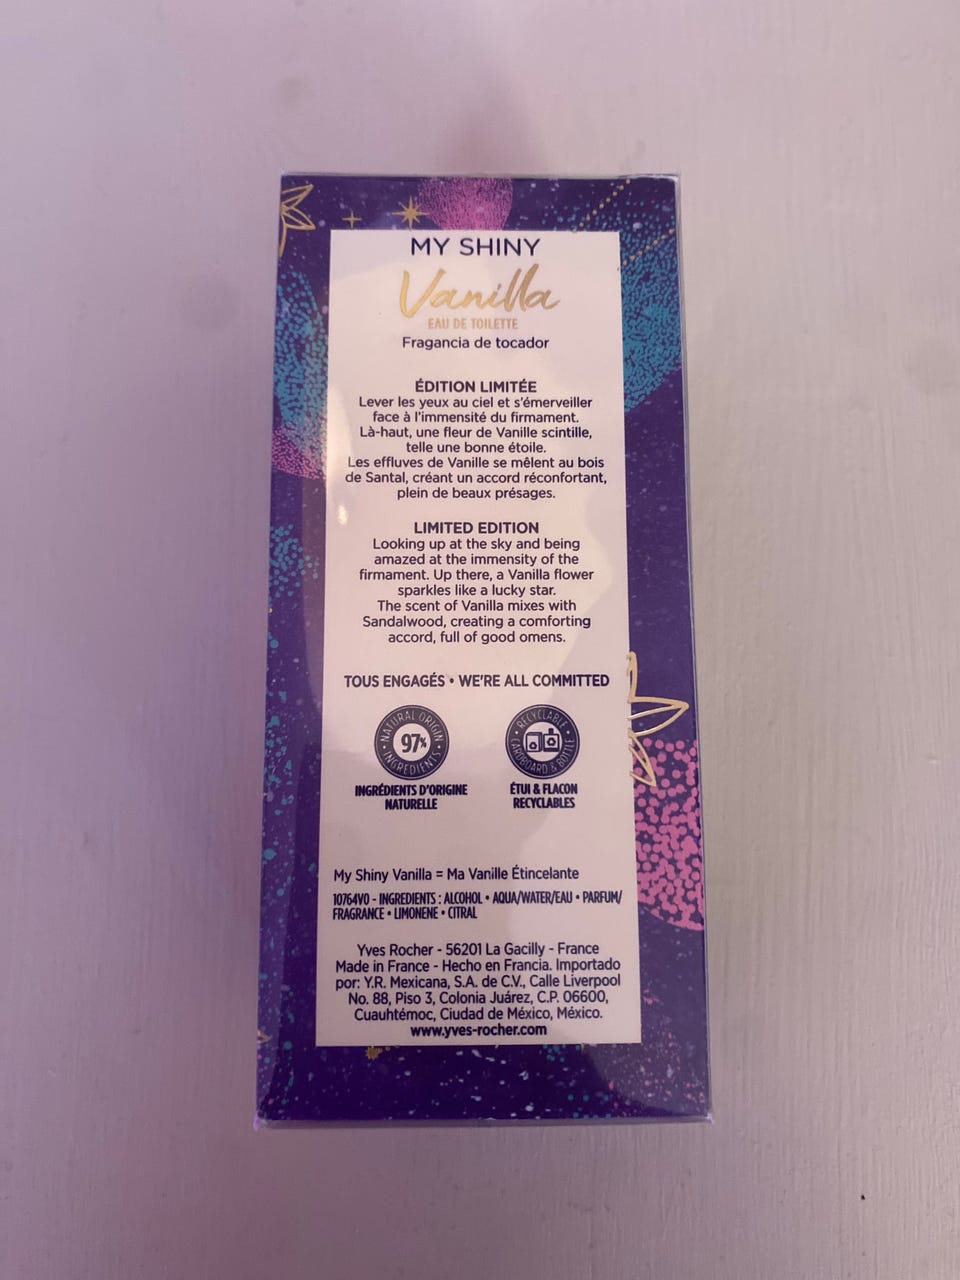 MY SHINY
Vanilla
EAU DE TOILETTE
Fragancia de tocador
ÉDITION LIMITÉE
Lever les yeux au ciel et s'émerveiller
face à l'immensité du firmament.
Là-haut, une fleur de Vanille scintille,
telle une bonne étoile.
Les effluves de Vanille se mêlent au bois
de Santal, créant un accord réconfortant,
plein de beaux présages.
LIMITED EDITION
Looking up at the sky and being
amazed at the immensity of the
firmament. Up there, a Vanilla flower
sparkles like a lucky star.
The scent of Vanilla mixes with
Sandalwood, creating a comforting
accord, full of good omens.
TOUS ENGAGÉS • WE'RE ALL COMMITTED
NATURAL ORIGIN
97%
INGREDIENTS
RECYCLABLE
CARDBOARD & BOTTLE
INGRÉDIENTS D'ORIGINE
NATURELLE
ÉTUI & FLACON
RECYCLABLES
My Shiny Vanilla = Ma Vanille Étincelante
10764V0 - INGREDIENTS : ALCOHOL • AQUA/WATER/EAU • PARFUM/
FRAGRANCE • LIMONENE • CITRAL
Yves Rocher - 56201 La Gacilly - France
Made in France - Hecho en Francia. Importado
por: Y.R. Mexicana, S.A. de C.V., Calle Liverpool
No. 88, Piso 3, Colonia Juárez, C.P. 06600,
Cuauhtémoc, Ciudad de México, México.
www.yves-rocher.com